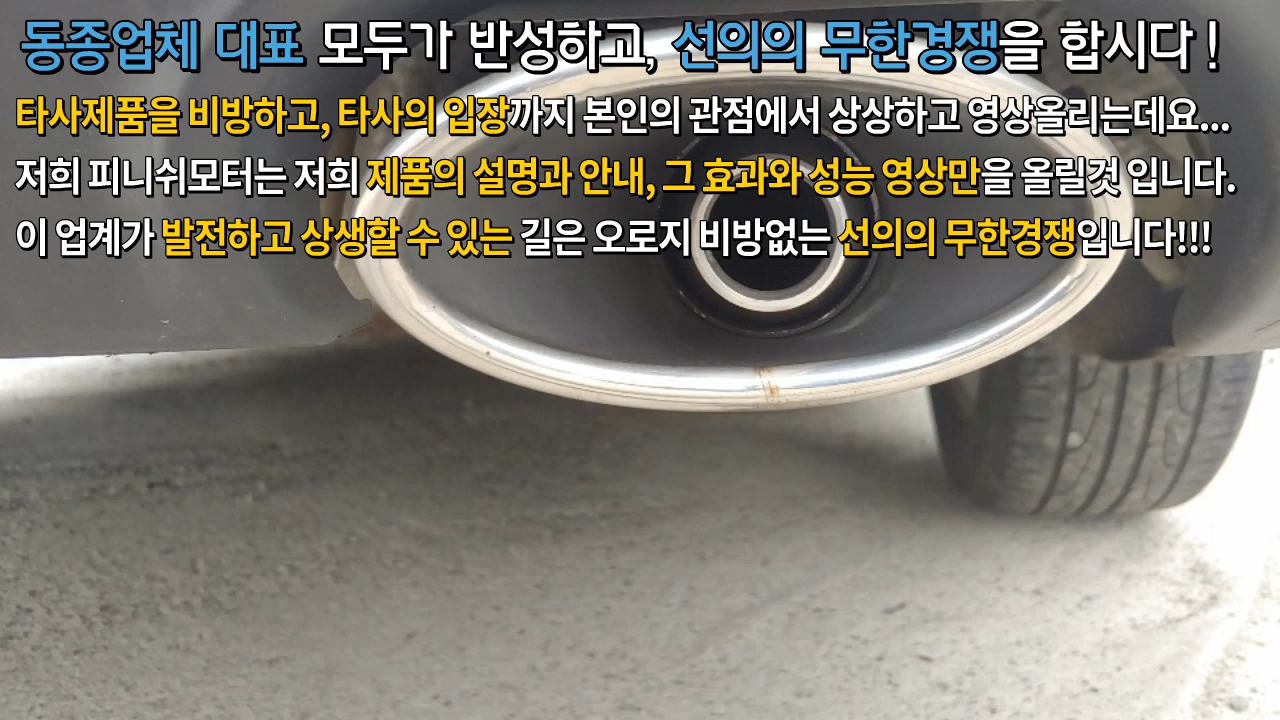 동종업체 대표 모두가 반성하고, 선의의 무한경쟁을 합시다 !
타사제품을 비방하고, 타사의 입장까지 본인의 관점에서 상상하고 영상올리는데요...
저희 피니쉬모터는 저희 제품의 설명과 안내, 그 효과와 성능 영상만을 올릴것 입니다.
이 업계가 발전하고 상생할 수 있는 길은 오로지 비방없는 선의의 무한경쟁입니다!!!